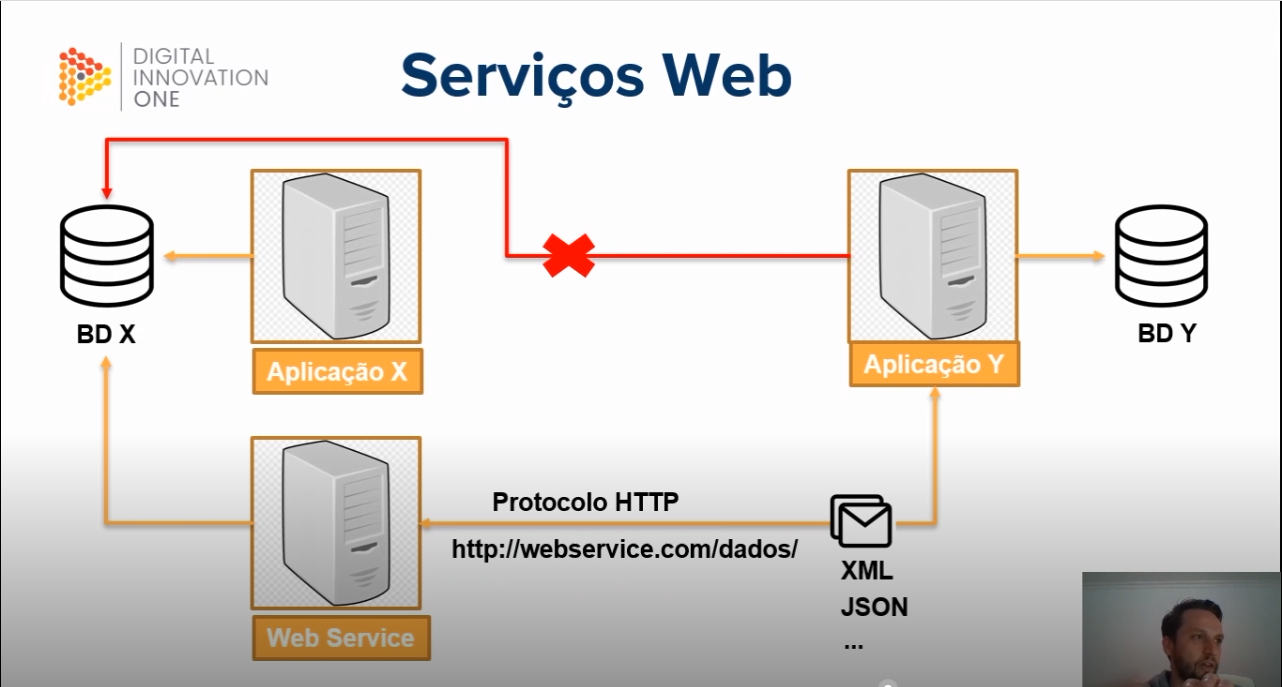 DIGITAL
INNOVATION
ONE
Serviços Web
BD X
Aplicação X
Aplicação Y
BD Y
Protocolo HTTP
http://webservice.com/dados/
XML
JSON
...
Web Service